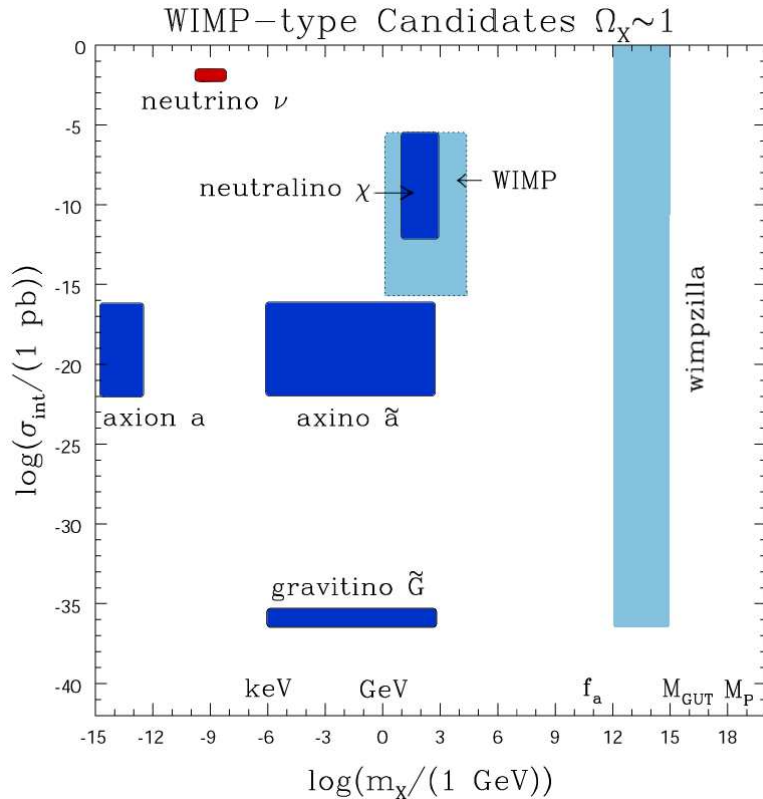 WIMP-type Candidates Ω_X~1
0
-5
-10
-15
-20
-25
-30
-35
-40
log(σ_int/(1 pb))
neutrino ν
neutralino χ
WIMP
wimpzilla
axion a
axino ã
gravitino G̃
keV
GeV
f_a
M_GUT
M_P
-15 -12 -9 -6 -3 0 3 6 9 12 15 18
log(m_X/(1 GeV))